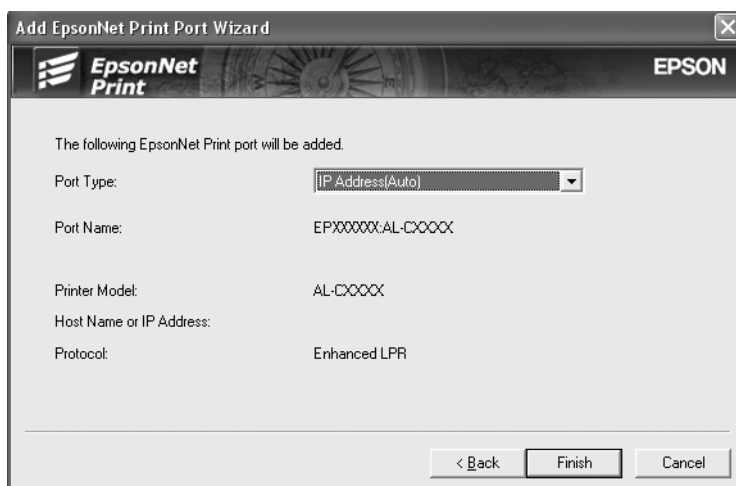 Add EpsonNet Print Port Wizard
EpsonNet
Print
EPSON
The following EpsonNet Print port will be added.
Port Type: IP Address(Auto)
Port Name: EPXXXXXX:AL-CXXXX
Printer Model: AL-CXXXX
Host Name or IP Address:
Protocol: Enhanced LPR
< Back Finish Cancel